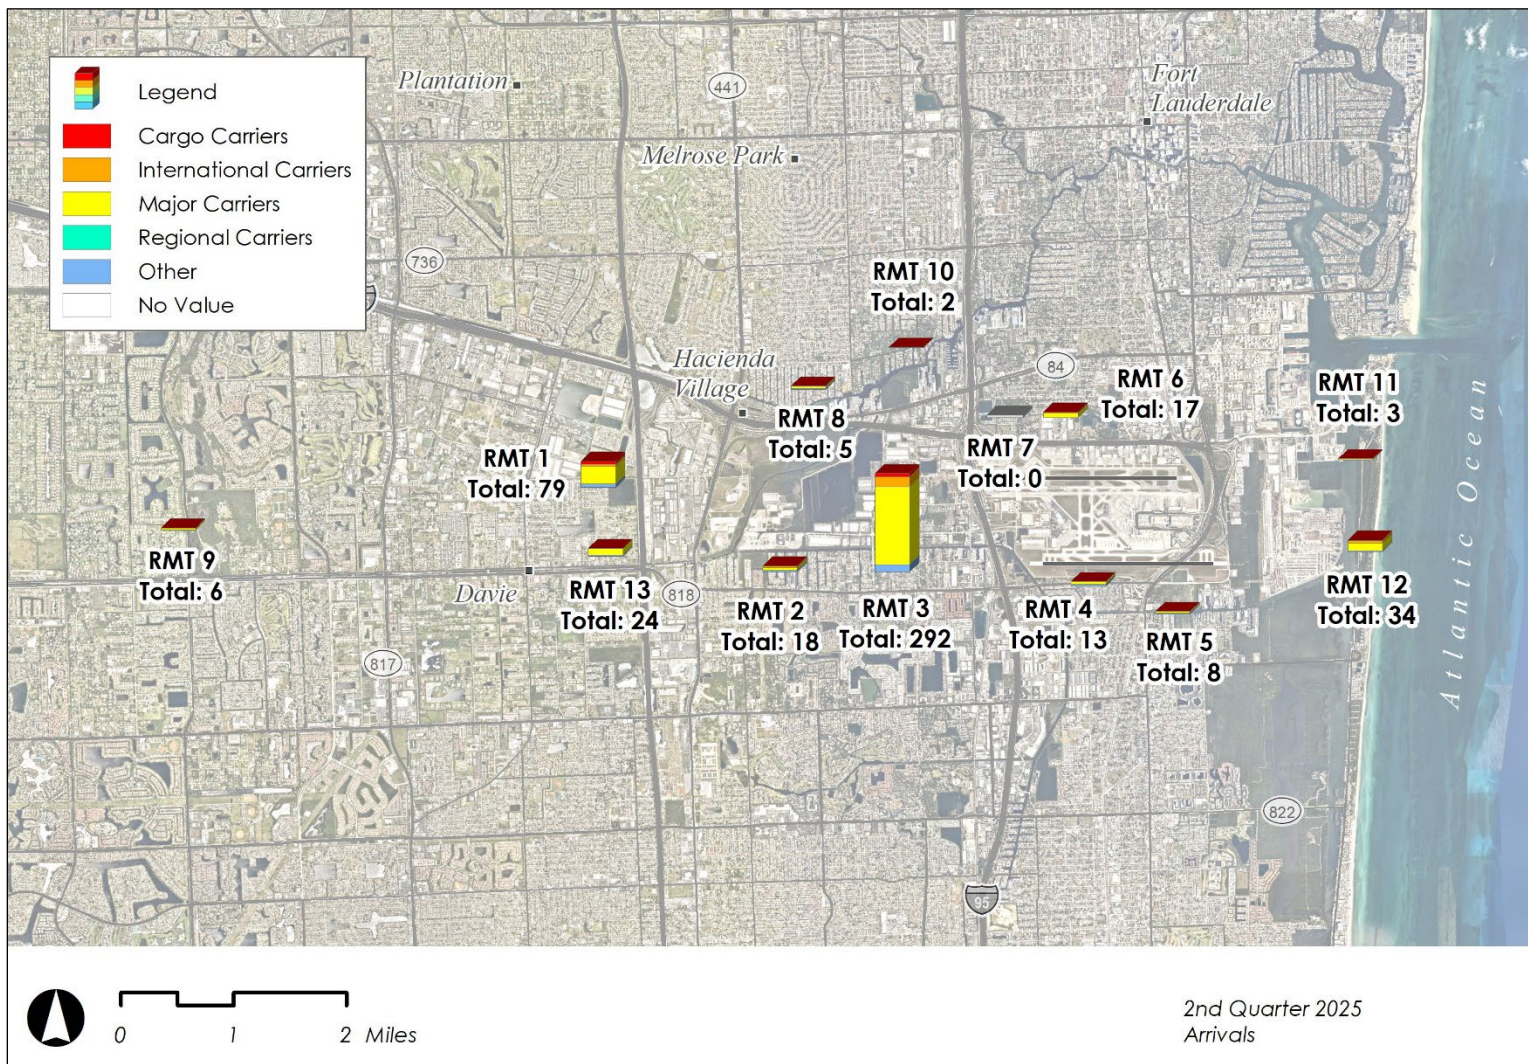 Legend
Cargo Carriers
International Carriers
Major Carriers
Regional Carriers
Other
No Value
Plantation
441
Fort
Lauderdale
Melrose Park
736
RMT 10
Total: 2
Hacienda
Village
84
RMT 6
Total: 17
RMT 11
Total: 3
RMT 8
Total: 5
RMT 7
Total: 0
RMT 1
Total: 79
RMT 9
Total: 6
Davie
RMT 13
Total: 24
818
RMT 2
Total: 18
RMT 3
Total: 292
RMT 4
Total: 13
RMT 5
Total: 8
RMT 12
Total: 34
Atlantic Ocean
817
822
95
0 1 2 Miles
2nd Quarter 2025
Arrivals